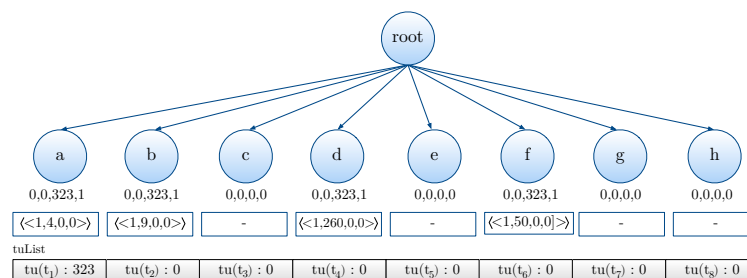 root
a b c d e f g h
0,0,323,1 0,0,323,1 0,0,0,0 0,0,323,1 0,0,0,0 0,0,323,1 0,0,0,0 0,0,0,0
⟨<1,4,0,0>⟩ ⟨<1,9,0,0>⟩ - ⟨<1,260,0,0>⟩ - ⟨<1,50,0,0]>⟩ - -
tuList
tu(t₁) : 323 tu(t₂) : 0 tu(t₃) : 0 tu(t₄) : 0 tu(t₅) : 0 tu(t₆) : 0 tu(t₇) : 0 tu(t₈) : 0